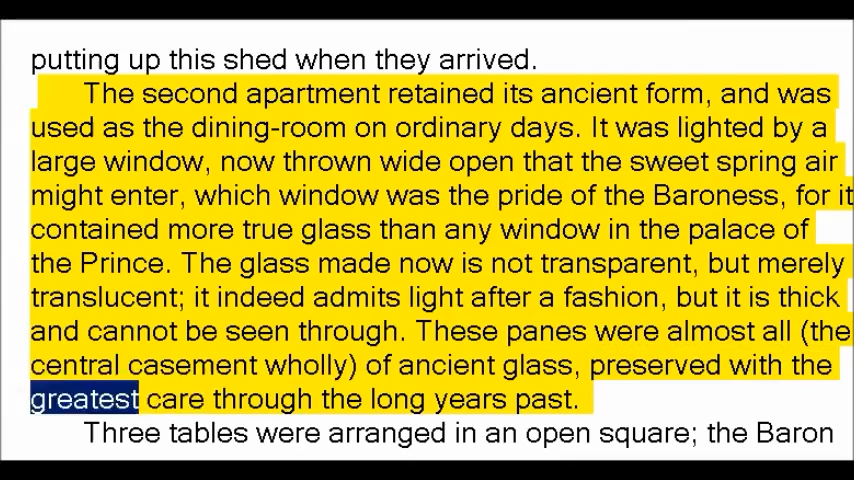 putting up this shed when they arrived.
The second apartment retained its ancient form, and was
used as the dining-room on ordinary days. It was lighted by a
large window, now thrown wide open that the sweet spring air
might enter, which window was the pride of the Baroness, for it
contained more true glass than any window in the palace of
the Prince. The glass made now is not transparent, but merely
translucent; it indeed admits light after a fashion, but it is thick
and cannot be seen through. These panes were almost all (the
central casement wholly) of ancient glass, preserved with the
greatest care through the long years past.
Three tables were arranged in an open square; the Baron